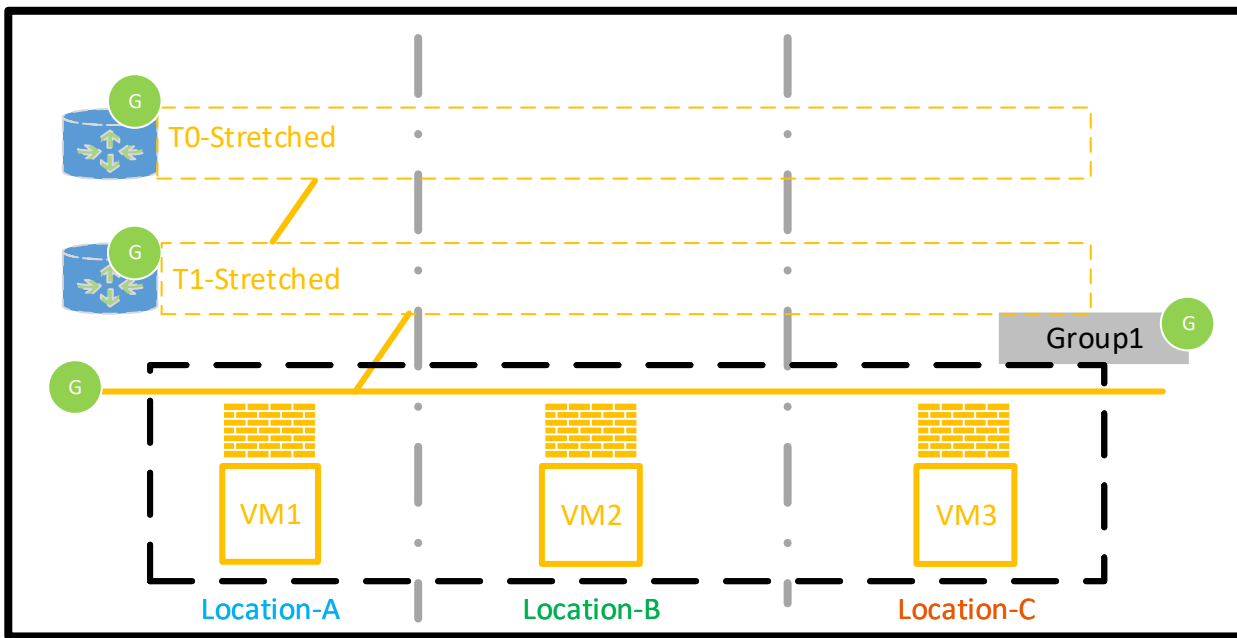 G
T0-Stretched
G
T1-Stretched
G
Group1
G
VM1
VM2
VM3
Location-A
Location-B
Location-C